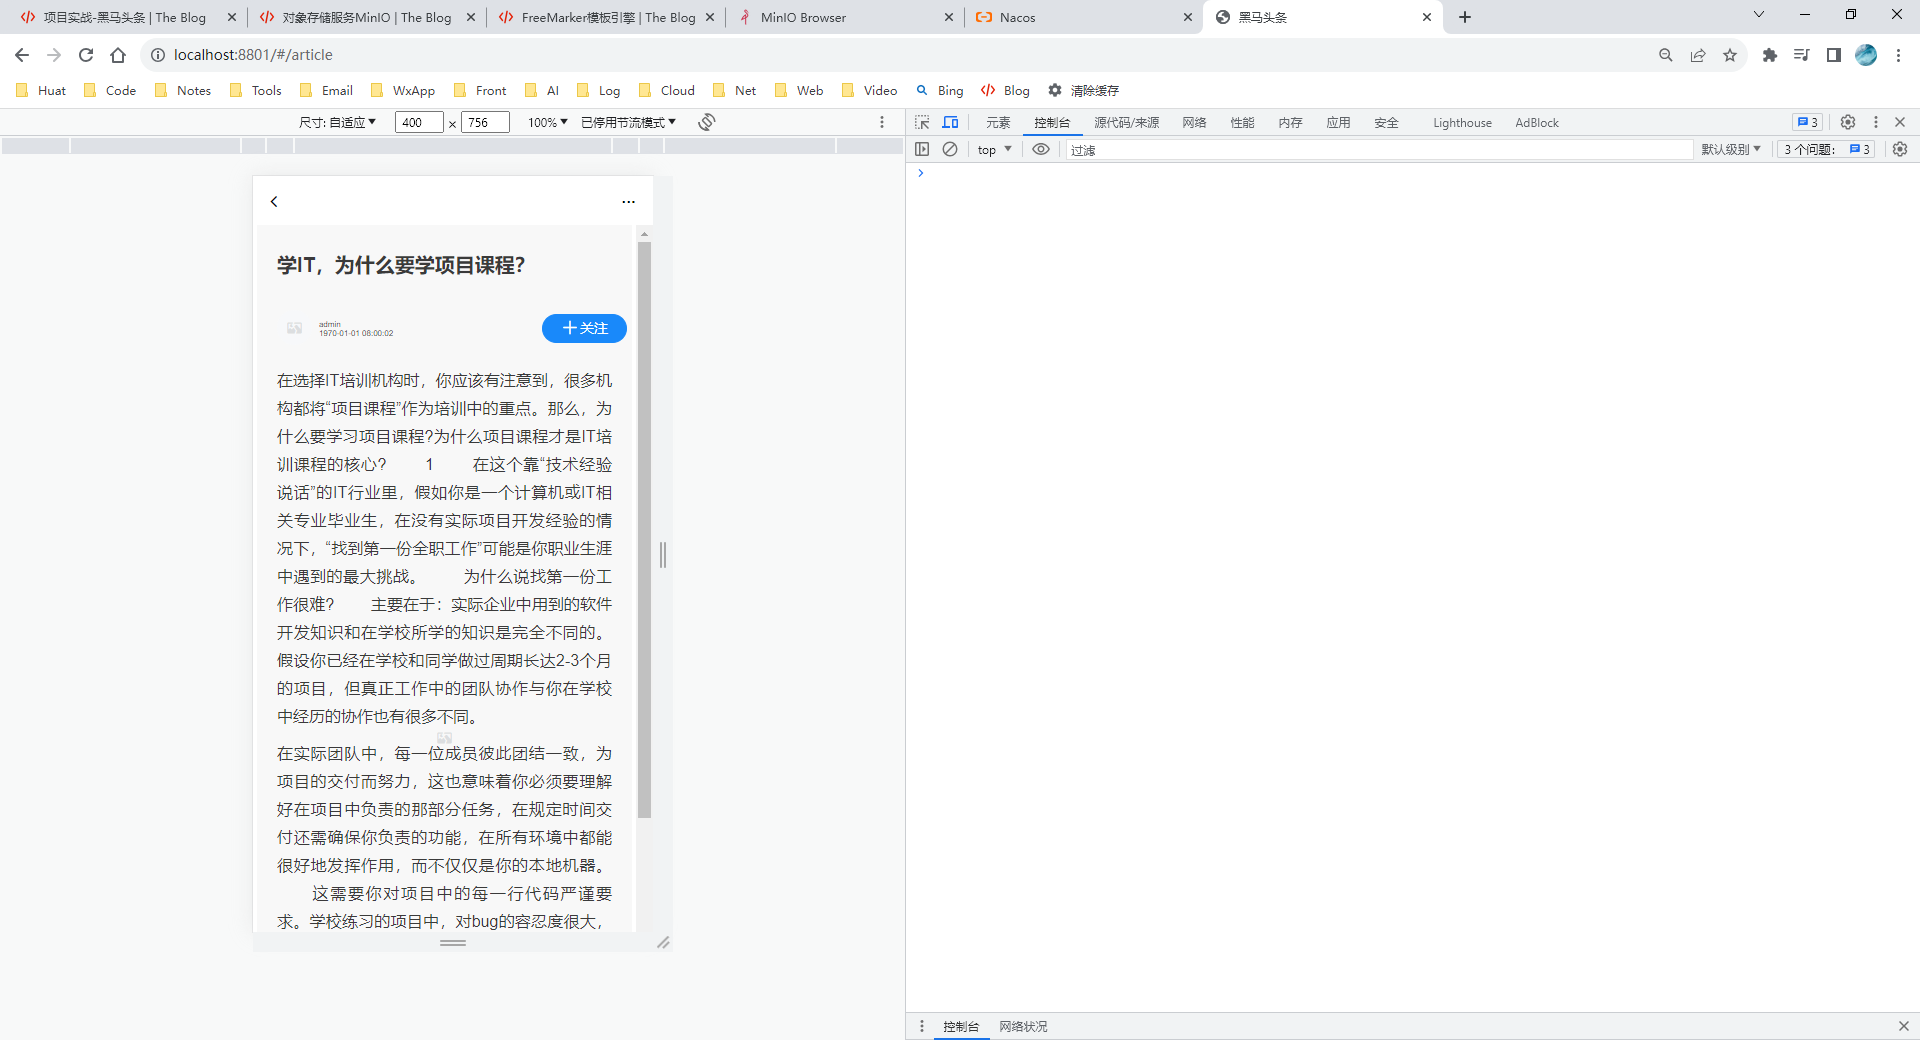 项目实战-黑马头条 | The Blog
对象存储服务MinIO | The Blog
FreeMarker模板引擎 | The Blog
MinIO Browser
Nacos
黑马头条
localhost:8801/#/article
Huat
Code
Notes
Tools
Email
WxApp
Front
AI
Log
Cloud
Net
Web
Video
Bing
Blog
清除缓存
尺寸: 自适应
400 × 756
100%
已停用节流模式
元素
控制台
源代码/来源
网络
性能
内存
应用
安全
Lighthouse
AdBlock
3
top
过滤
默认级别
3 个问题:
3
学IT，为什么要学项目课程?
admin
1970-01-01 08:00:02
关注
在选择IT培训机构时，你应该有注意到，很多机
构都将“项目课程”作为培训中的重点。那么，为
什么要学习项目课程?为什么项目课程才是IT培
训课程的核心? 1 在这个靠“技术经验
说话”的IT行业里，假如你是一个计算机或IT相
关专业毕业生，在没有实际项目开发经验的情
况下，“找到第一份全职工作”可能是你职业生涯
中遇到的最大挑战。 为什么说找第一份工
作很难? 主要在于：实际企业中用到的软件
开发知识和在学校所学的知识是完全不同的。
假设你已经在学校和同学做过周期长达2-3个月
的项目，但真正工作中的团队协作与你在学校
中经历的协作也有很多不同。
在实际团队中，每一位成员彼此团结一致，为
项目的交付而努力，这也意味着你必须要理解
好在项目中负责的那部分任务，在规定时间交
付还需确保你负责的功能，在所有环境中都能
很好地发挥作用，而不仅仅是你的本地机器。
这需要你对项目中的每一行代码严谨要
求。学校练习的项目中，对bug的容忍度很大，
控制台
网络状况